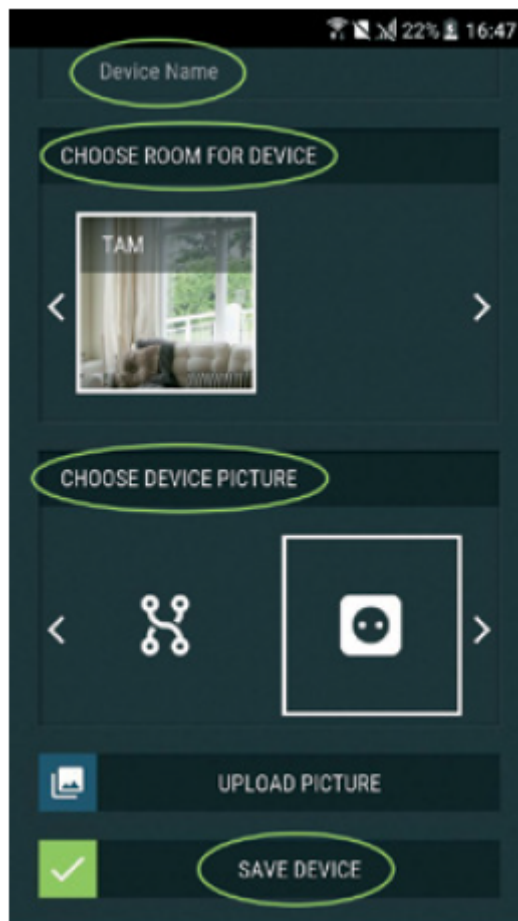 22% 16:47
Device Name
CHOOSE ROOM FOR DEVICE
TAM
CHOOSE DEVICE PICTURE
UPLOAD PICTURE
SAVE DEVICE